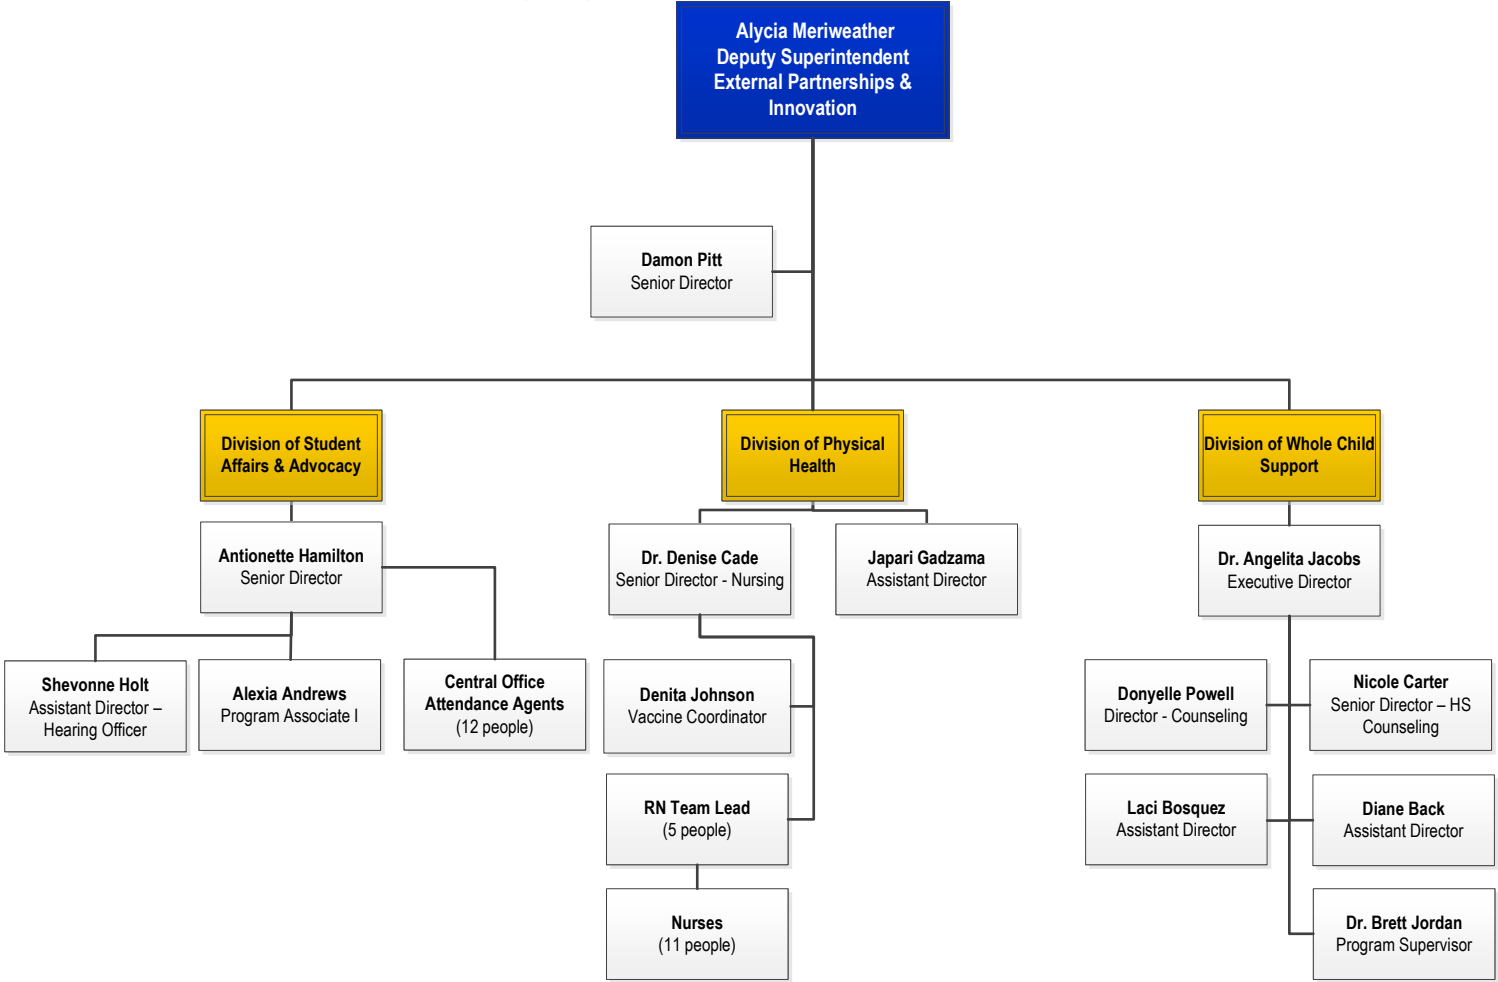 Alycia Meriweather
Deputy Superintendent
External Partnerships &
Innovation
Damon Pitt
Senior Director
Division of Student
Affairs & Advocacy
Division of Physical
Health
Division of Whole Child
Support
Antionette Hamilton
Senior Director
Dr. Denise Cade
Senior Director - Nursing
Japari Gadzama
Assistant Director
Dr. Angelita Jacobs
Executive Director
Shevonne Holt
Assistant Director –
Hearing Officer
Alexia Andrews
Program Associate I
Central Office
Attendance Agents
(12 people)
Denita Johnson
Vaccine Coordinator
Donyelle Powell
Director - Counseling
Nicole Carter
Senior Director – HS
Counseling
RN Team Lead
(5 people)
Laci Bosquez
Assistant Director
Diane Back
Assistant Director
Nurses
(11 people)
Dr. Brett Jordan
Program Supervisor